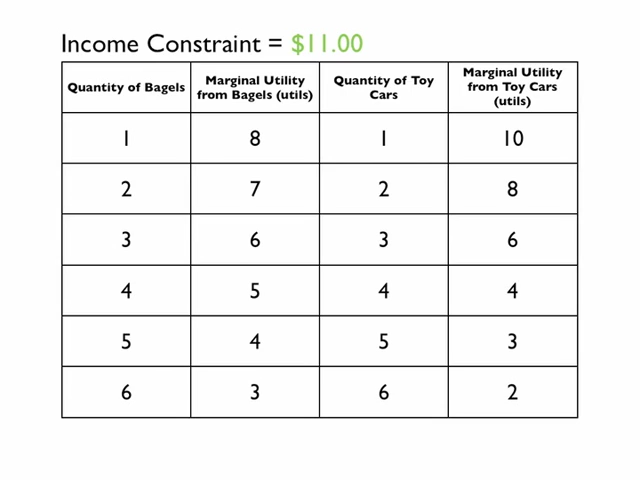 Income Constraint = $11.00
Quantity of Bagels
Marginal Utility
from Bagels (utils)
Quantity of Toy
Cars
Marginal Utility
from Toy Cars
(utils)
1 8 1 10
2 7 2 8
3 6 3 6
4 5 4 4
5 4 5 3
6 3 6 2